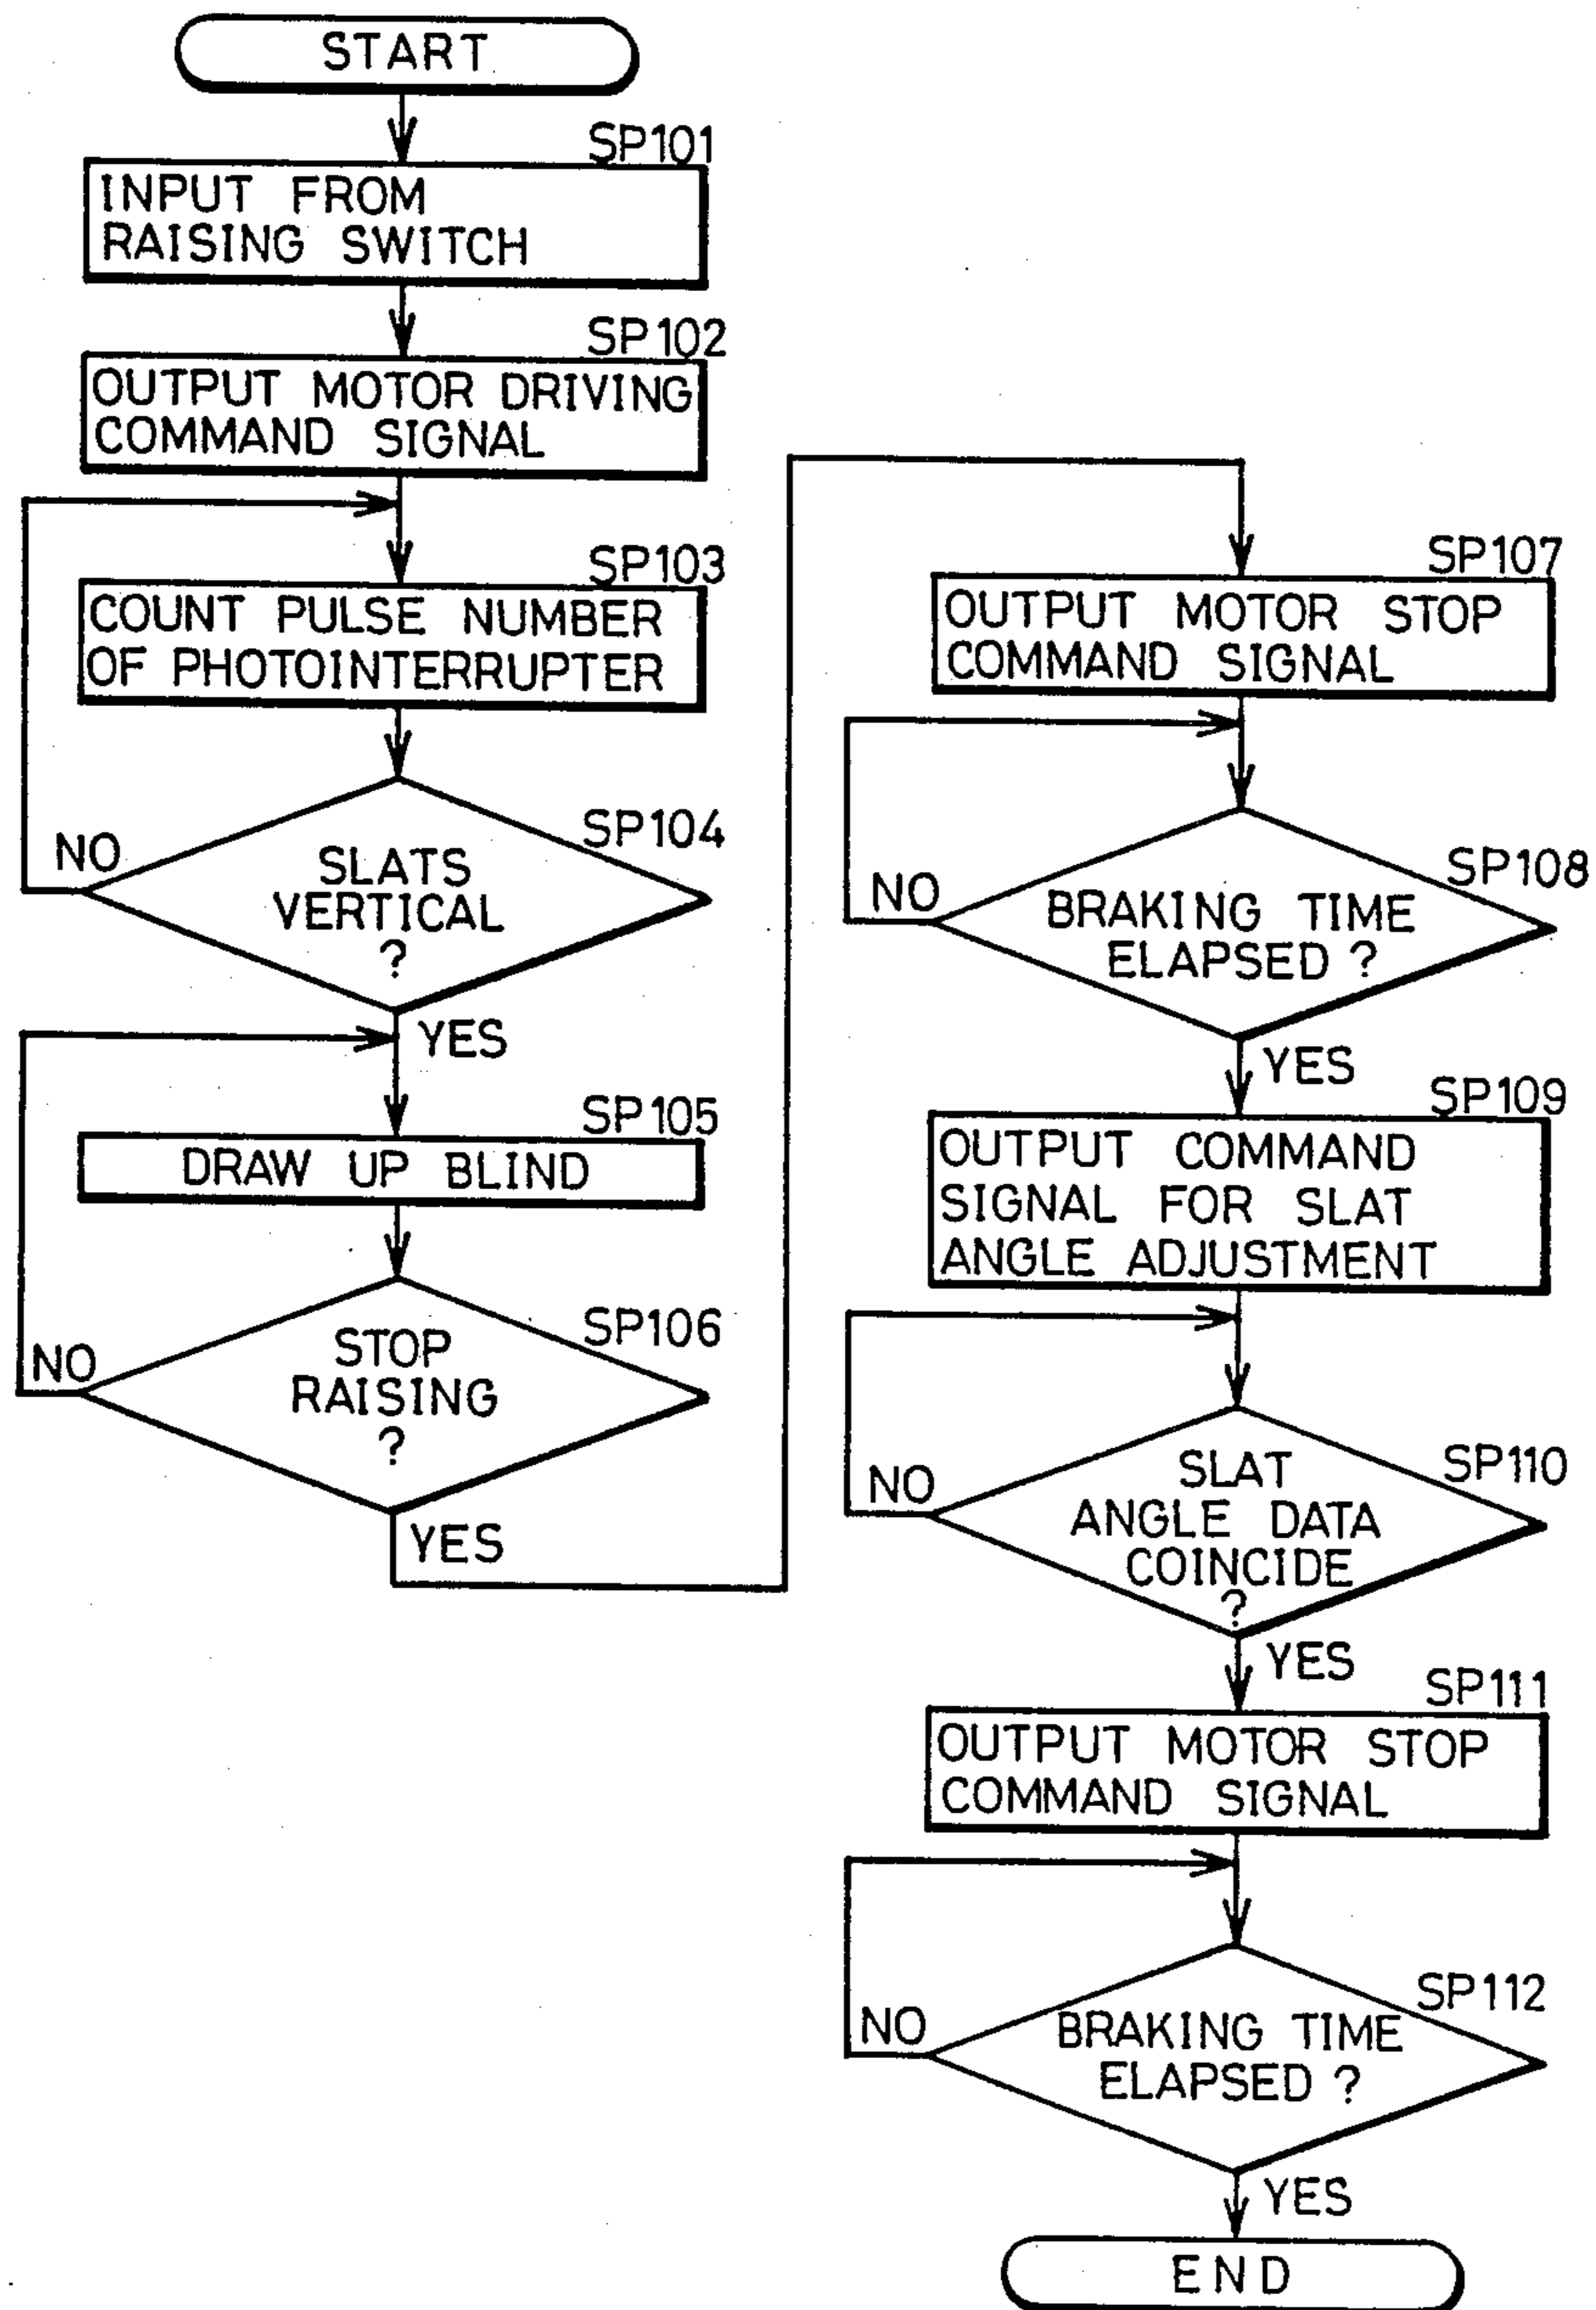 START
SP101
INPUT FROM
RAISING SWITCH
SP102
OUTPUT MOTOR DRIVING
COMMAND SIGNAL
SP103
COUNT PULSE NUMBER
OF PHOTOINTERRUPTER
SP104
NO
SLATS
VERTICAL
?
YES
SP105
DRAW UP BLIND
SP106
NO
STOP
RAISING
?
YES
SP107
OUTPUT MOTOR STOP
COMMAND SIGNAL
SP108
NO
BRAKING TIME
ELAPSED ?
YES
SP109
OUTPUT COMMAND
SIGNAL FOR SLAT
ANGLE ADJUSTMENT
SP110
NO
SLAT
ANGLE DATA
COINCIDE
?
YES
SP111
OUTPUT MOTOR STOP
COMMAND SIGNAL
SP112
NO
BRAKING TIME
ELAPSED ?
YES
END